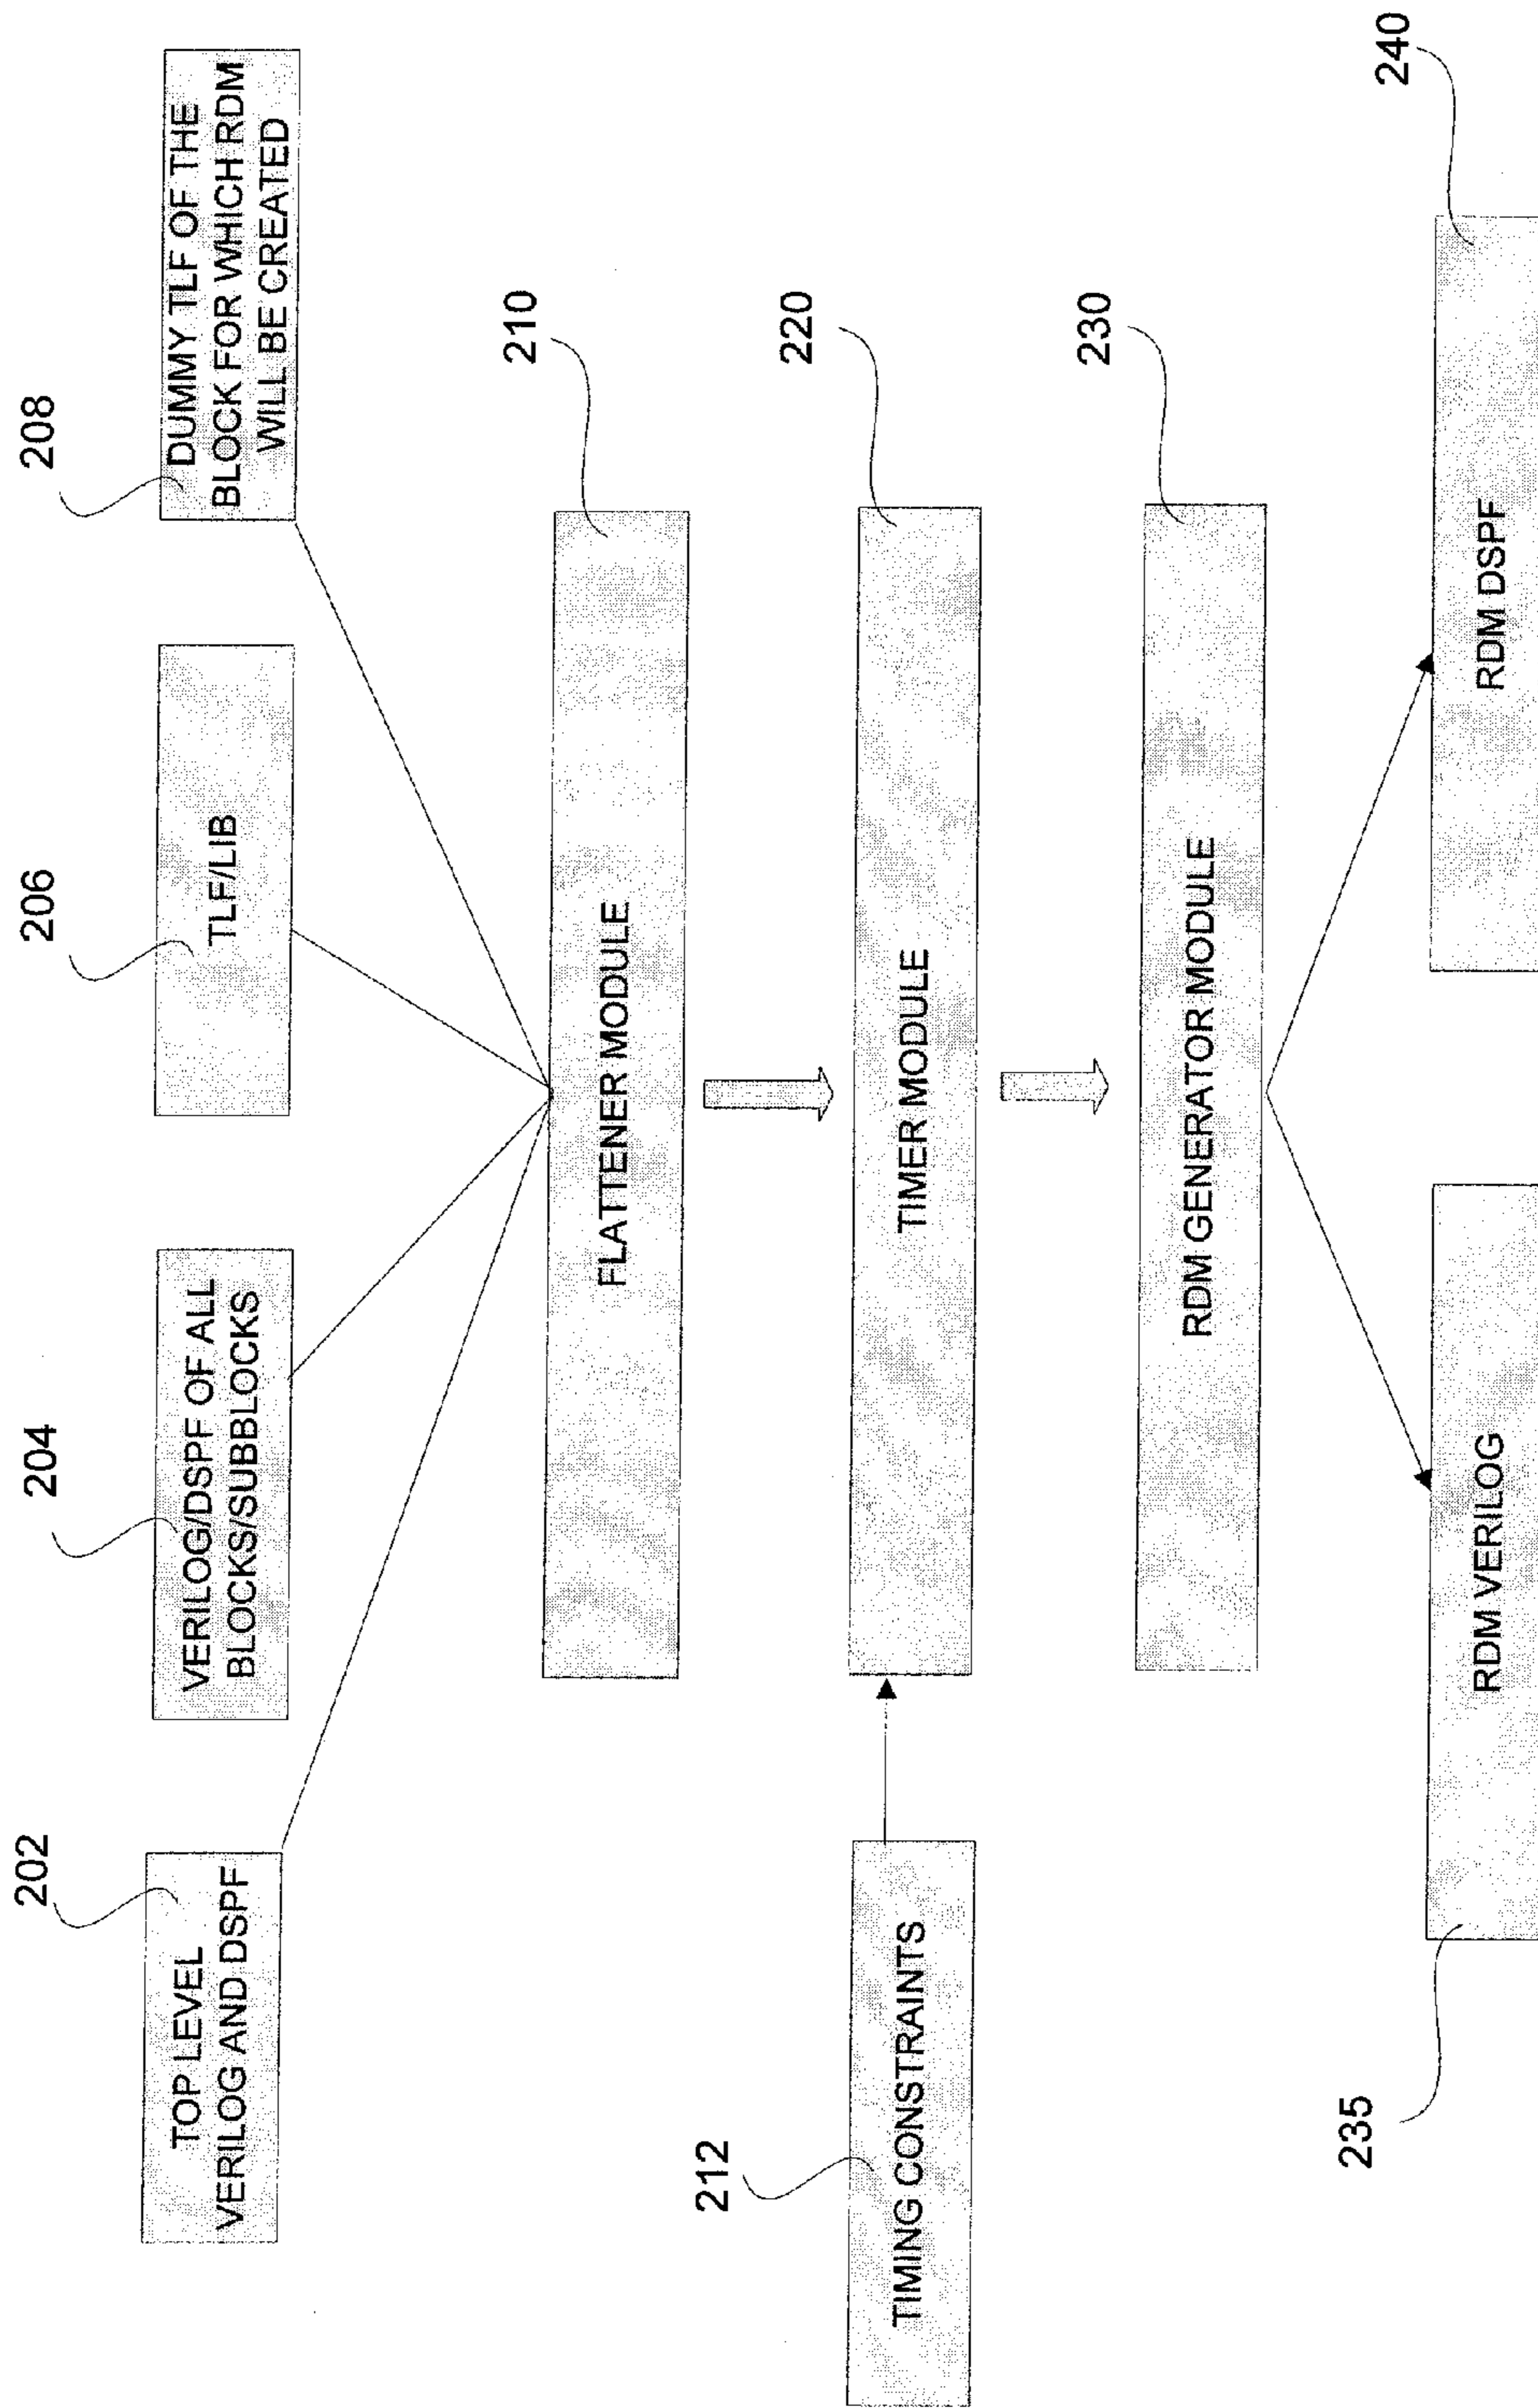 202
204
206
208
TOP LEVEL
VERILOG AND DSPF
VERILOG/DSPF OF ALL
BLOCKS/SUBBLOCKS
TLF/LIB
DUMMY TLF OF THE
BLOCK FOR WHICH RDM
WILL BE CREATED
210
FLATTENER MODULE
212
220
TIMING CONSTRAINTS
TIMER MODULE
230
RDM GENERATOR MODULE
235
240
RDM VERILOG
RDM DSPF